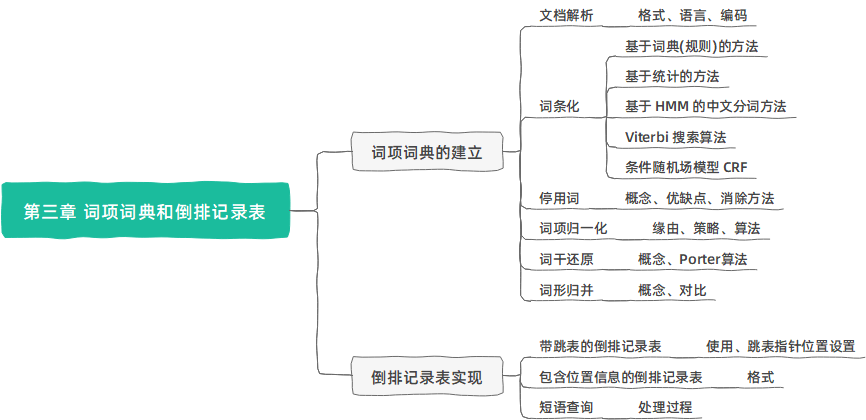 第三章 词项词典和倒排记录表
词项词典的建立
文档解析
格式、语言、编码
词条化
基于词典(规则)的方法
基于统计的方法
基于 HMM 的中文分词方法
Viterbi 搜索算法
条件随机场模型 CRF
停用词
概念、优缺点、消除方法
词项归一化
缘由、策略、算法
词干还原
概念、Porter算法
词形归并
概念、对比
倒排记录表实现
带跳表的倒排记录表
使用、跳表指针位置设置
包含位置信息的倒排记录表
格式
短语查询
处理过程